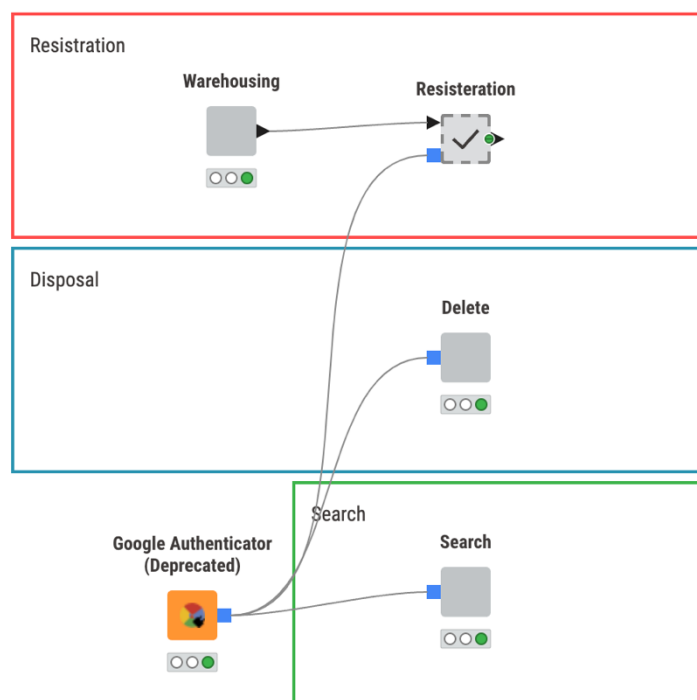 Resistration
Warehousing
Resisteration
Disposal
Delete
Search
Google Authenticator
(Deprecated)
Search